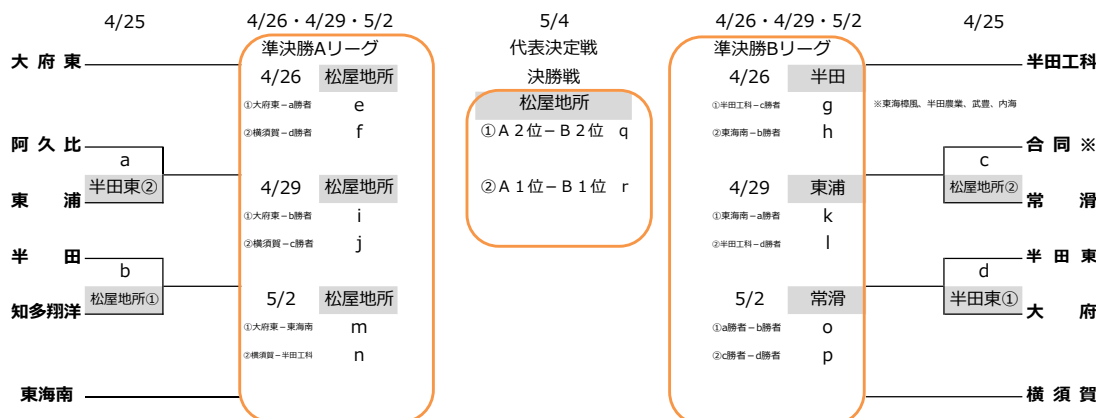 4/25
4/26・4/29・5/2
5/4
4/26・4/29・5/2
4/25
大府東
準決勝Aリーグ
4/26 松屋地所
①大府東−a勝者 e
②横須賀−d勝者 f
阿久比
a
半田東②
東浦
4/29 松屋地所
①大府東−b勝者 i
②横須賀−c勝者 j
半田
b
松屋地所①
知多翔洋
5/2 松屋地所
①大府東−東海南 m
②横須賀−半田工科 n
東海南
代表決定戦
決勝戦
松屋地所
①A2位−B2位 q
②A1位−B1位 r
準決勝Bリーグ
4/26 半田
①半田工科−c勝者 g
②東海南−b勝者 h
4/29 東浦
①東海南−a勝者 k
②半田工科−d勝者 l
5/2 常滑
①a勝者−b勝者 o
②c勝者−d勝者 p
半田工科
※東海樟風、半田農業、武豊、内海
合同※
c
松屋地所②
常滑
半田東
d
半田東①
大府
横須賀